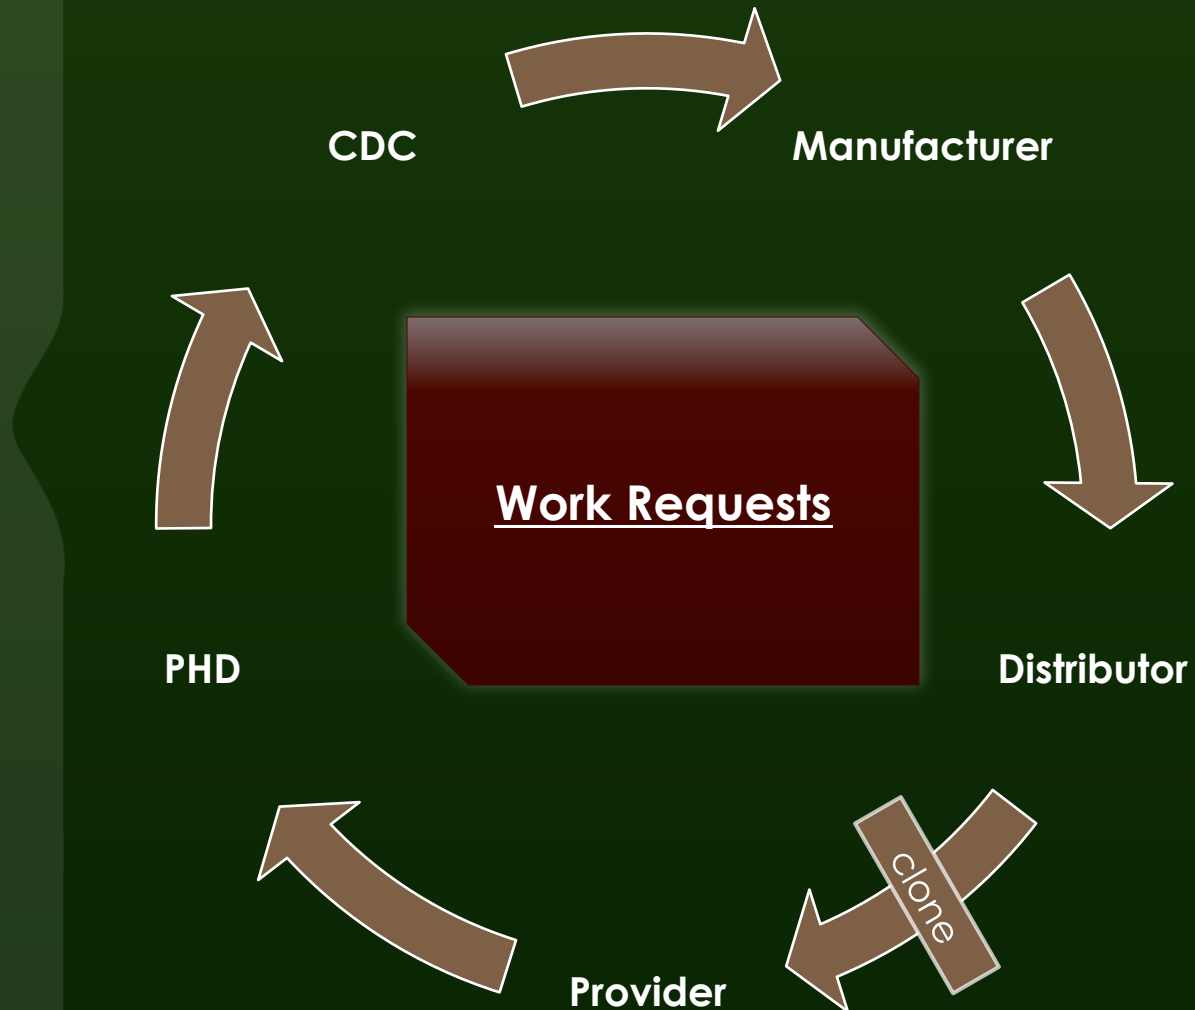 CDC
Manufacturer
Work Requests
PHD
Distributor
clone
Provider